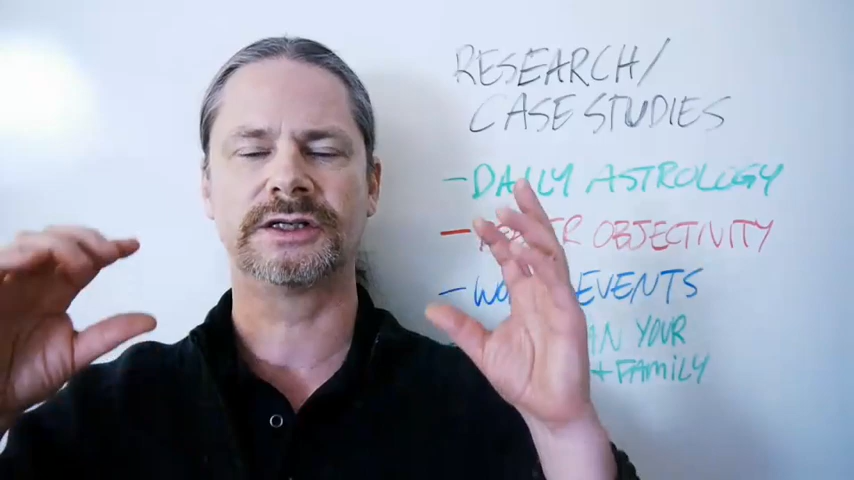 RESEARCH/
CASE STUDIES
- DAILY ASTROLOGY
- OBJECTIVITY
- EVENTS
YOUR
+ FAMILY